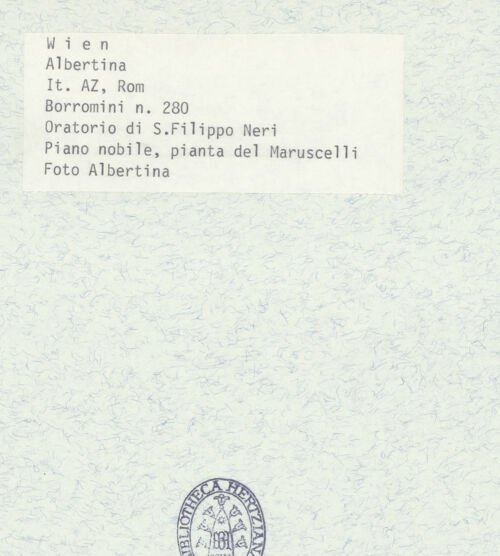 W i e n
Albertina
It. AZ, Rom
Borromini n. 280
Oratorio di S.Filippo Neri
Piano nobile, pianta del Maruscelli
Foto Albertina
BIBLIOTHECA HERTZIANA